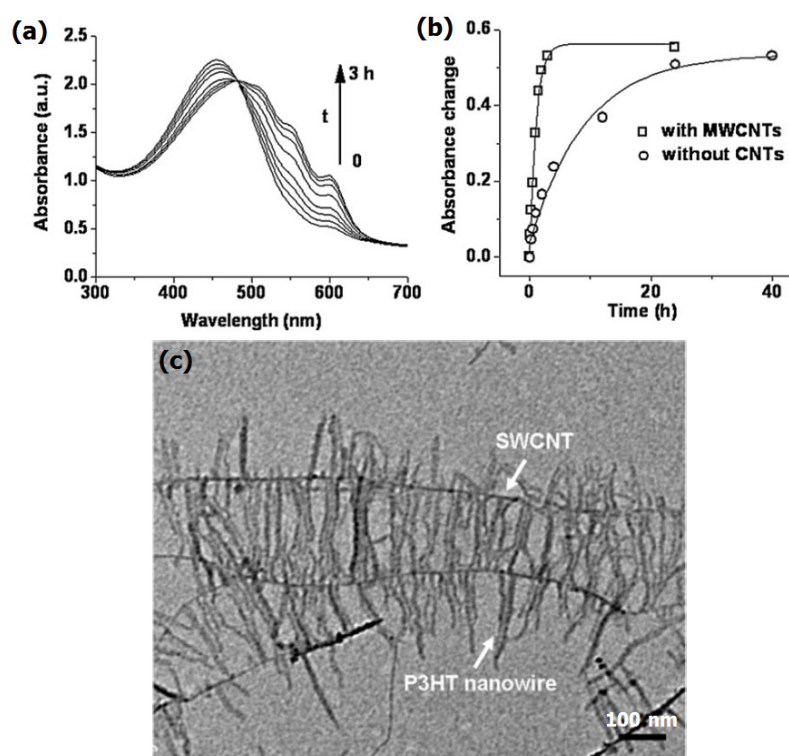 (a)
2.5
2.0
1.5
1.0
0.5
0.0
Absorbance (a.u.)
3 h
t
0
300 400 500 600 700
Wavelength (nm)
(b)
0.6
0.4
0.2
0.0
Absorbance change
with MWCNTs
without CNTs
0 20 40
Time (h)
(c)
SWCNT
P3HT nanowire
100 nm